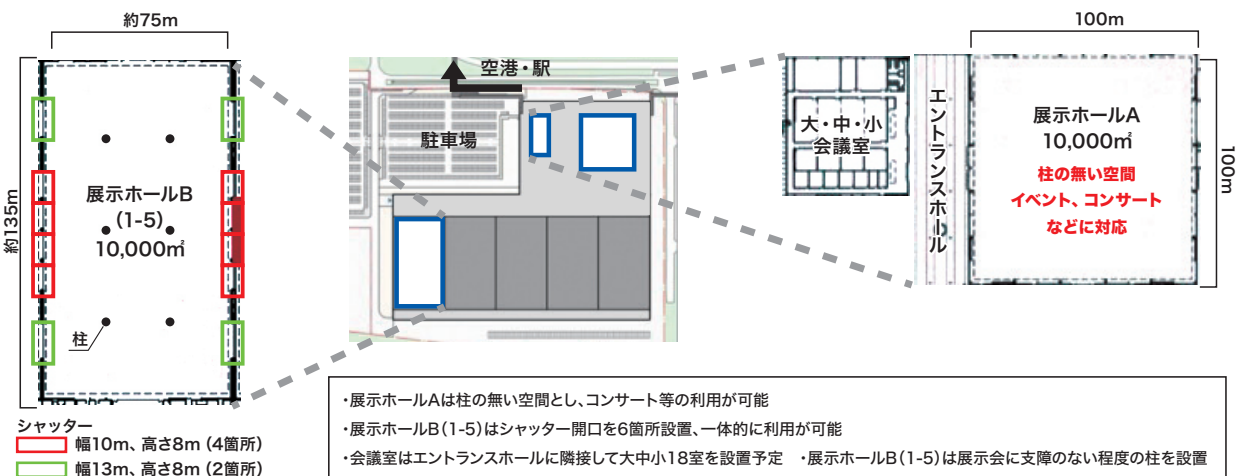 約75m
約135m
展示ホールB
(1-5)
10,000㎡
柱
シャッター
幅10m、高さ8m (4箇所)
幅13m、高さ8m (2箇所)
空港・駅
駐車場
100m
100m
大・中・小
会議室
エントランスホール
展示ホールA
10,000㎡
柱の無い空間
イベント、コンサート
などに対応
・展示ホールAは柱の無い空間とし、コンサート等の利用が可能
・展示ホールB(1-5)はシャッター開口を6箇所設置、一体的に利用が可能
・会議室はエントランスホールに隣接して大中小18室を設置予定 ・展示ホールB(1-5)は展示会に支障のない程度の柱を設置